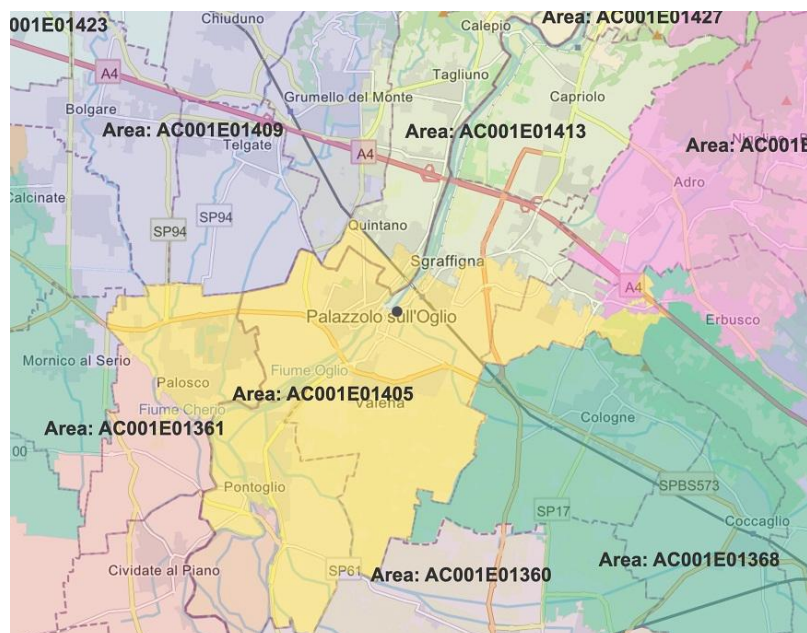 001E01423
Chiuduno
Calepio
Area: AC001E01427
A4
Tagliuno
Bolgare
Grumello del Monte
Capriolo
Area: AC001E01409
Area: AC001E01413
Telgate
A4
Area: AC001E
Adro
Calcinate
SP94
SP94
Quintano
Sgraffigna
A4
Palazzolo sull'Oglio
Erbusco
Mornico al Serio
Palosco
Fiume Oglio
Area: AC001E01405
Fiume Cherio
Cologne
Area: AC001E01361
00
Pontoglio
SPBS573
SP17
Coccaglio
Area: AC001E01368
Cividate al Piano
SP61
Area: AC001E01360